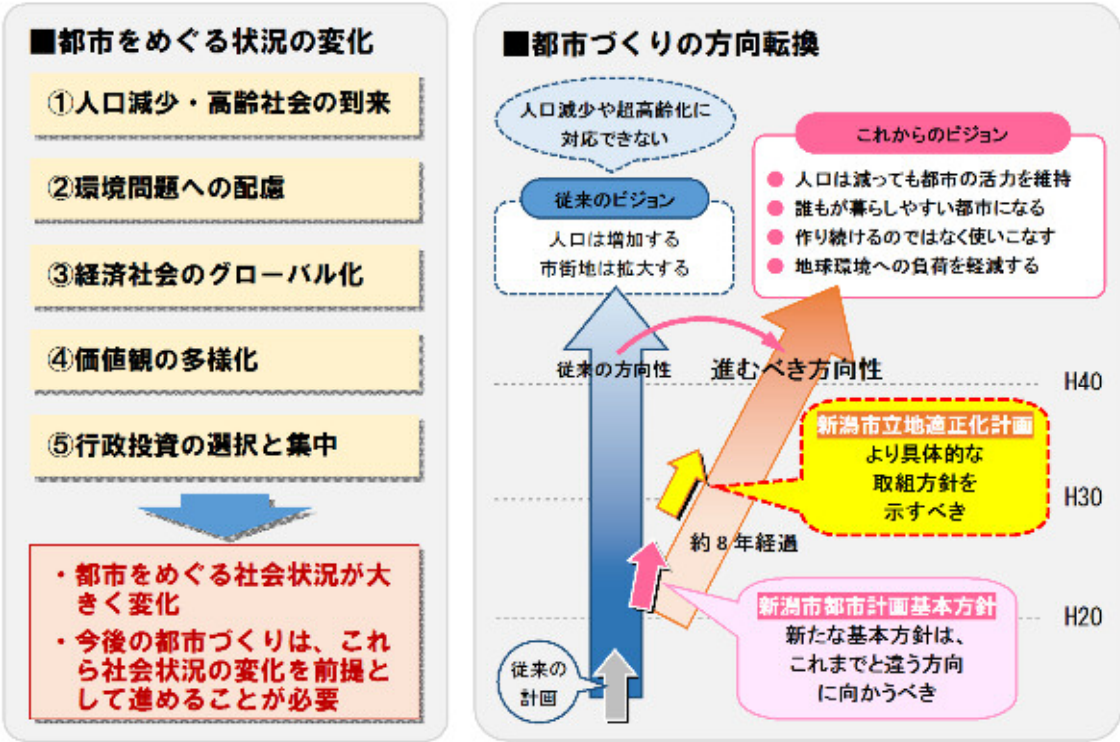 ■都市をめぐる状況の変化
①人口減少・高齢社会の到来
②環境問題への配慮
③経済社会のグローバル化
④価値観の多様化
⑤行政投資の選択と集中
・都市をめぐる社会状況が大
きく変化
・今後の都市づくりは、これ
ら社会状況の変化を前提と
して進めることが必要
■都市づくりの方向転換
人口減少や超高齢化に
対応できない
従来のビジョン
人口は増加する
市街地は拡大する
これからのビジョン
● 人口は減っても都市の活力を維持
● 誰もが暮らしやすい都市になる
● 作り続けるのではなく使いこなす
● 地球環境への負荷を軽減する
従来の方向性
進むべき方向性
H40
新潟市立地適正化計画
より具体的な
取組方針を
示すべき
H30
約8年経過
新潟市都市計画基本方針
新たな基本方針は、
これまでと違う方向
に向かうべき
H20
従来の
計画